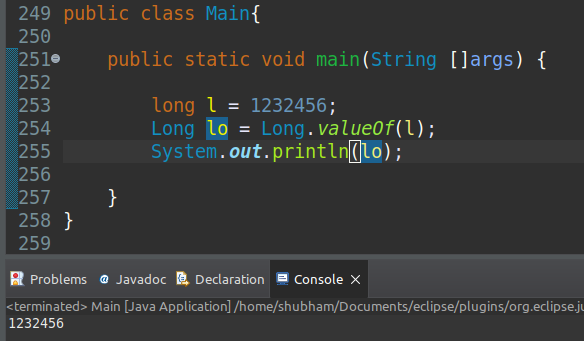 249 public class Main{
250
251 public static void main(String []args) {
252
253 long l = 1232456;
254 Long lo = Long.valueOf(l);
255 System.out.println(lo);
256
257 }
258 }
259
Problems @ Javadoc Declaration Console
<terminated> Main [Java Application] /home/shubham/Documents/eclipse/plugins/org.eclipse.ju
1232456